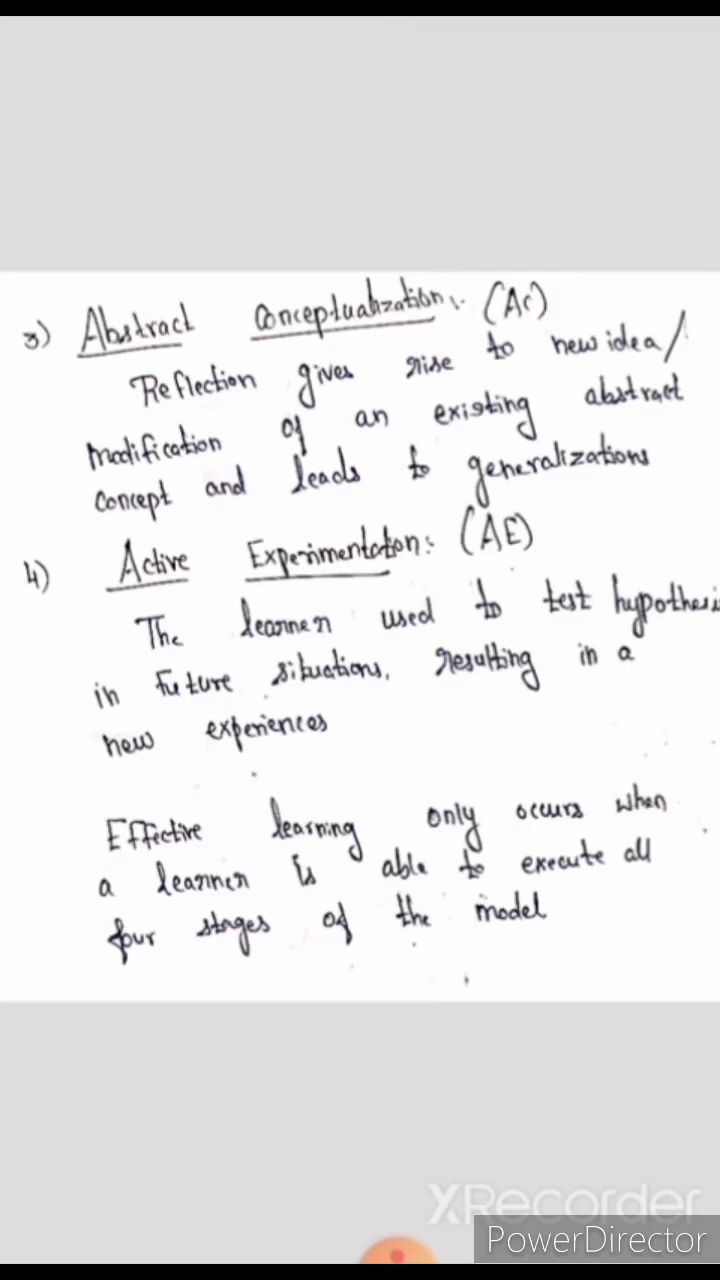 3) Abstract Conceptualization:- (AC)
Reflection gives rise to new idea/
modification of an existing abstract
concept and leads to generalizations
4) Active Experimentation: (AE)
The learner used to test hypothesis
in future situations, resulting in a
new experiences
Effective learning only occurs when
a learner is able to execute all
four stages of the model
XRecorder
PowerDirector